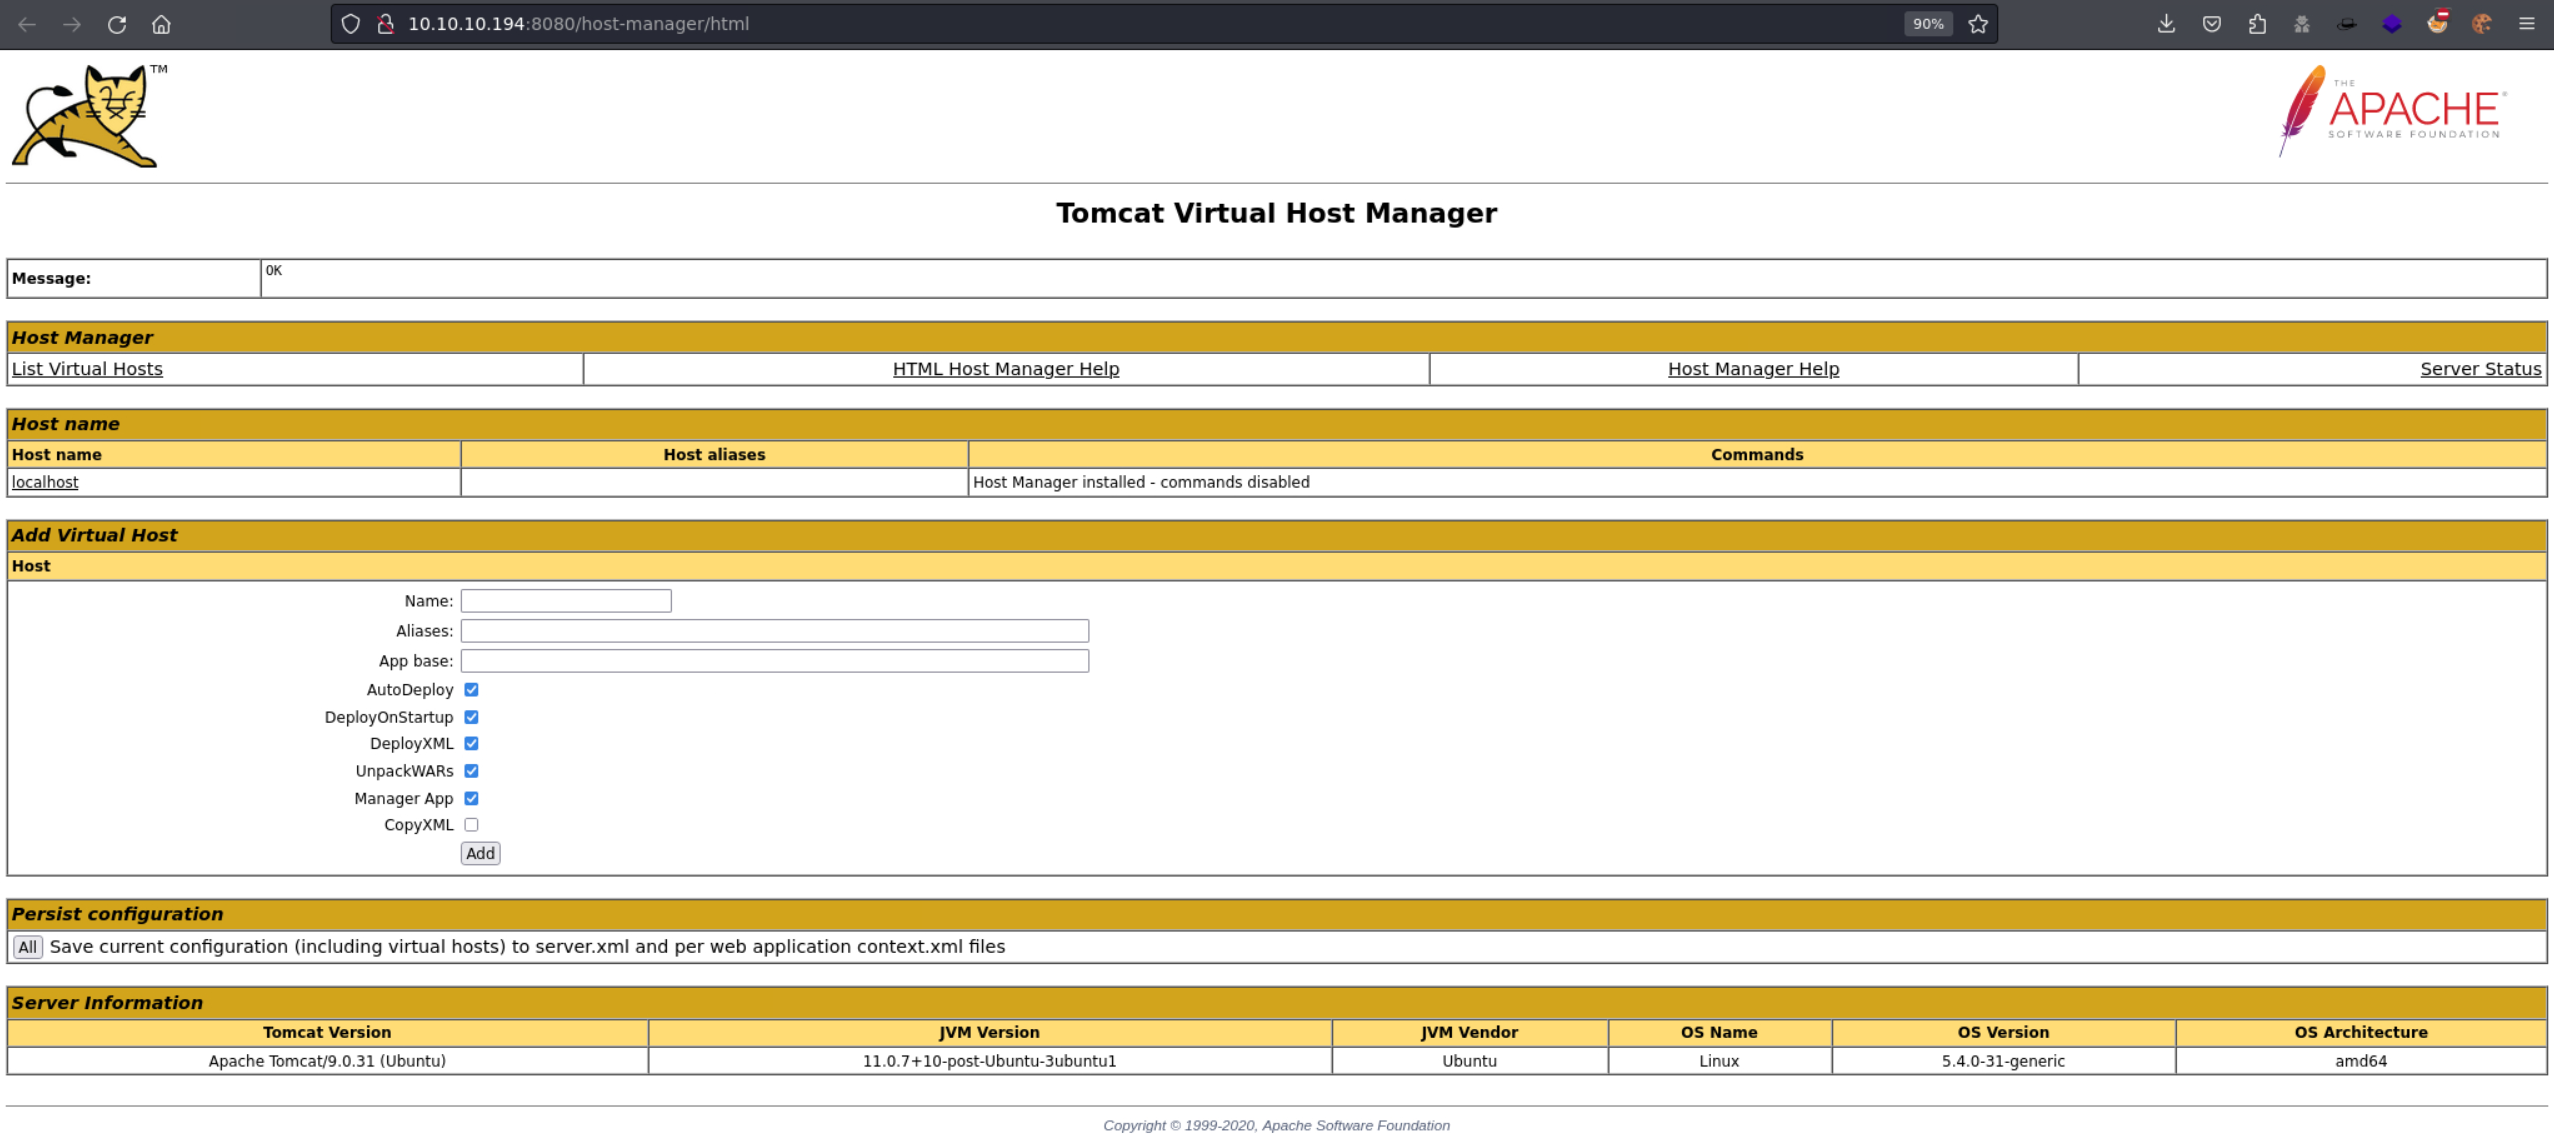 10.10.10.194:8080/host-manager/html
90%
TM
THE
APACHE®
SOFTWARE FOUNDATION
Tomcat Virtual Host Manager
Message: OK
Host Manager
List Virtual Hosts HTML Host Manager Help Host Manager Help Server Status
Host name
Host name Host aliases Commands
localhost Host Manager installed - commands disabled
Add Virtual Host
Host
Name:
Aliases:
App base:
AutoDeploy
DeployOnStartup
DeployXML
UnpackWARs
Manager App
CopyXML
Add
Persist configuration
All Save current configuration (including virtual hosts) to server.xml and per web application context.xml files
Server Information
Tomcat Version JVM Version JVM Vendor OS Name OS Version OS Architecture
Apache Tomcat/9.0.31 (Ubuntu) 11.0.7+10-post-Ubuntu-3ubuntu1 Ubuntu Linux 5.4.0-31-generic amd64
Copyright © 1999-2020, Apache Software Foundation